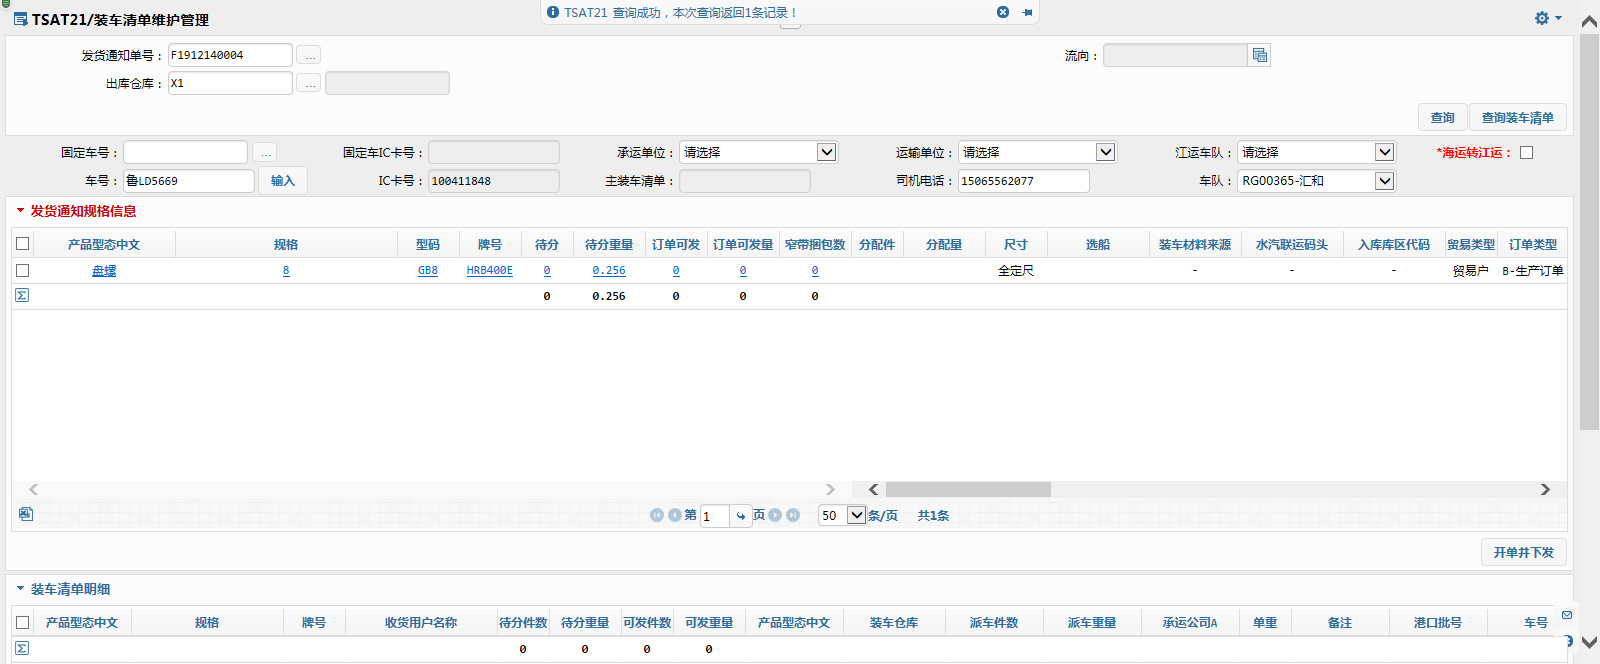 TSAT21 查询成功，本次查询返回1条记录！
TSAT21/装车清单维护管理
发货通知单号： F1912140004 ... 流向：
出库仓库： X1 ...
查询 查询装车清单
固定车号： ... 固定车IC卡号： 承运单位： 请选择 运输单位： 请选择 江运车队： 请选择 *海运转江运：
车号： 鲁LD5669 输入 IC卡号： 100411848 主装车清单： 司机电话： 15065562077 车队： RG00365-汇和
发货通知规格信息
产品型态中文 规格 型码 牌号 待分 待分重量 订单可发 订单可发量 窄带捆包数 分配件 分配量 尺寸 选船 装车材料来源 水汽联运码头 入库库区代码 贸易类型 订单类型
盘螺 8 GB8 HRB400E 0 0.256 0 0 0 全定尺 - - - 贸易户 B-生产订单
Σ 0 0.256 0 0 0
第 1 页 50 条/页 共1条
开单并下发
装车清单明细
产品型态中文 规格 牌号 收货用户名称 待分件数 待分重量 可发件数 可发重量 产品型态中文 装车仓库 派车件数 派车重量 承运公司A 单重 备注 港口批号 车号
Σ 0 0 0 0